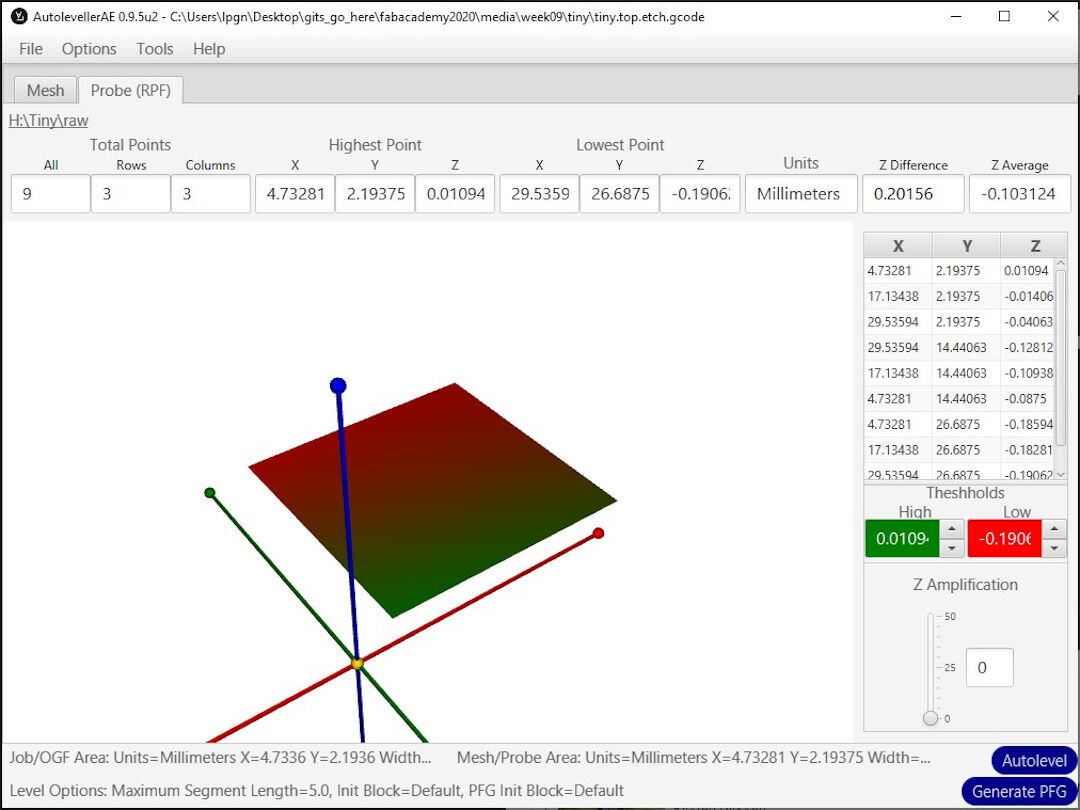 AutolevellerAE 0.9.5u2 - C:\Users\lpgn\Desktop\gits_go_here\fabacademy2020\media\week09\tiny\tiny.top.etch.gcode
File Options Tools Help
Mesh Probe (RPF)
H:\Tiny\raw
Total Points Highest Point Lowest Point
All Rows Columns X Y Z X Y Z Units Z Difference Z Average
9 3 3 4.73281 2.19375 0.01094 29.5359 26.6875 -0.1906 Millimeters 0.20156 -0.103124
X Y Z
4.73281 2.19375 0.01094
17.13438 2.19375 -0.01406
29.53594 2.19375 -0.04063
29.53594 14.44063 -0.12812
17.13438 14.44063 -0.10938
4.73281 14.44063 -0.0875
4.73281 26.6875 -0.18594
17.13438 26.6875 -0.18281
29.53594 26.6875 -0.19062
Theshholds
High Low
0.0109 -0.1906
Z Amplification
50
25 0
0
Job/OGF Area: Units=Millimeters X=4.7336 Y=2.1936 Width... Mesh/Probe Area: Units=Millimeters X=4.73281 Y=2.19375 Width=...
Autolevel
Level Options: Maximum Segment Length=5.0, Init Block=Default, PFG Init Block=Default
Generate PFG